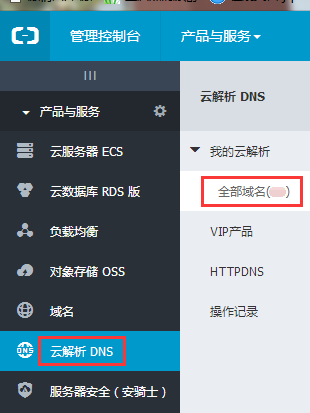 管理控制台
产品与服务
产品与服务
云服务器 ECS
云数据库 RDS 版
负载均衡
对象存储 OSS
域名
DNS
云解析 DNS
服务器安全（安骑士）
云解析 DNS
我的云解析
全部域名( )
VIP产品
HTTPDNS
操作记录